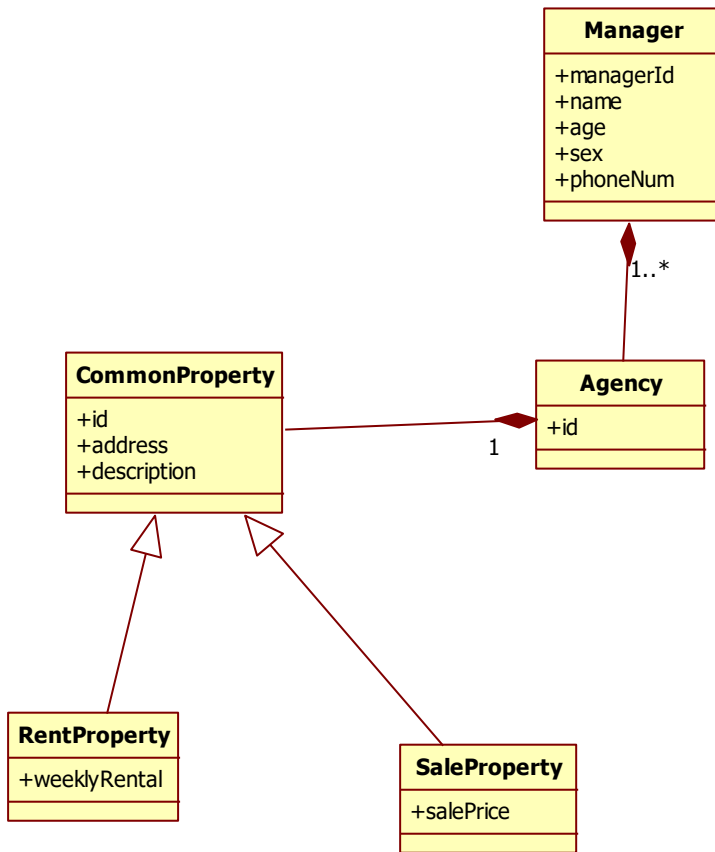 Manager
+managerId
+name
+age
+sex
+phoneNum
1..*
CommonProperty
+id
+address
+description
Agency
+id
1
RentProperty
+weeklyRental
SaleProperty
+salePrice